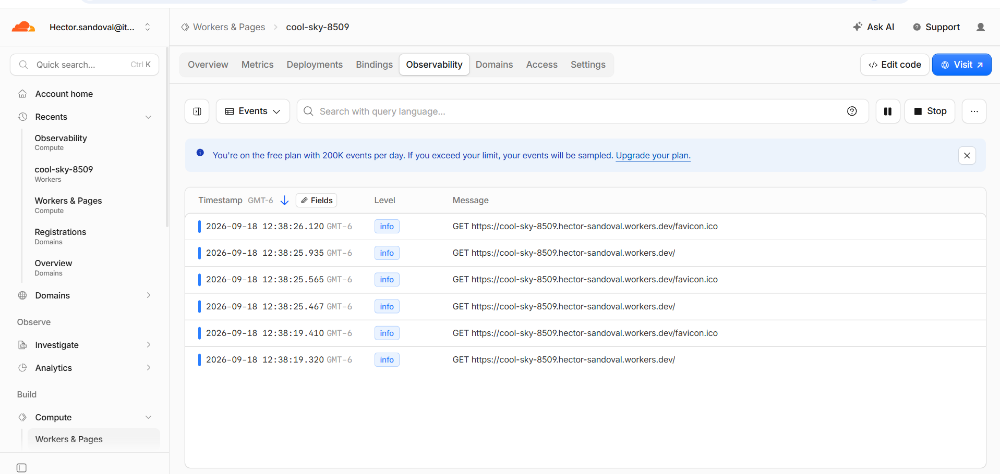 Hector.sandoval@it...
Workers & Pages > cool-sky-8509
Ask AI
Support
Quick search... Ctrl K
Overview Metrics Deployments Bindings Observability Domains Access Settings
Edit code
Visit
Account home
Recents
Observability
Compute
cool-sky-8509
Workers
Workers & Pages
Compute
Registrations
Domains
Overview
Domains
Domains
Observe
Investigate
Analytics
Build
Compute
Workers & Pages
Events
Search with query language...
Stop
You're on the free plan with 200K events per day. If you exceed your limit, your events will be sampled. Upgrade your plan.
Timestamp GMT-6 Fields Level Message
2026-09-18 12:38:26.120 GMT-6 info GET https://cool-sky-8509.hector-sandoval.workers.dev/favicon.ico
2026-09-18 12:38:25.935 GMT-6 info GET https://cool-sky-8509.hector-sandoval.workers.dev/
2026-09-18 12:38:25.565 GMT-6 info GET https://cool-sky-8509.hector-sandoval.workers.dev/favicon.ico
2026-09-18 12:38:25.467 GMT-6 info GET https://cool-sky-8509.hector-sandoval.workers.dev/
2026-09-18 12:38:19.410 GMT-6 info GET https://cool-sky-8509.hector-sandoval.workers.dev/favicon.ico
2026-09-18 12:38:19.320 GMT-6 info GET https://cool-sky-8509.hector-sandoval.workers.dev/